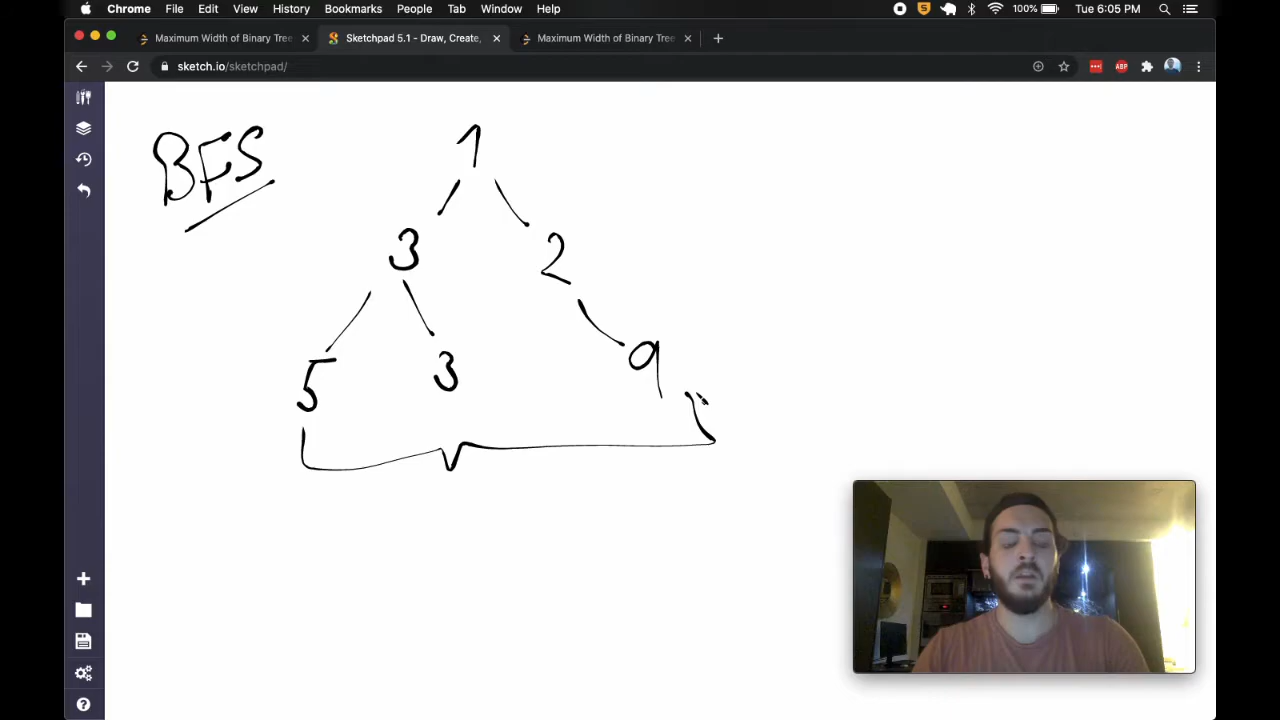 Chrome File Edit View History Bookmarks People Tab Window Help 100% Tue 6:05 PM
Maximum Width of Binary Tree Sketchpad 5.1 - Draw, Create, Maximum Width of Binary Tree
sketch.io/sketchpad/ ABP
BFS
1
3 2
5 3 9